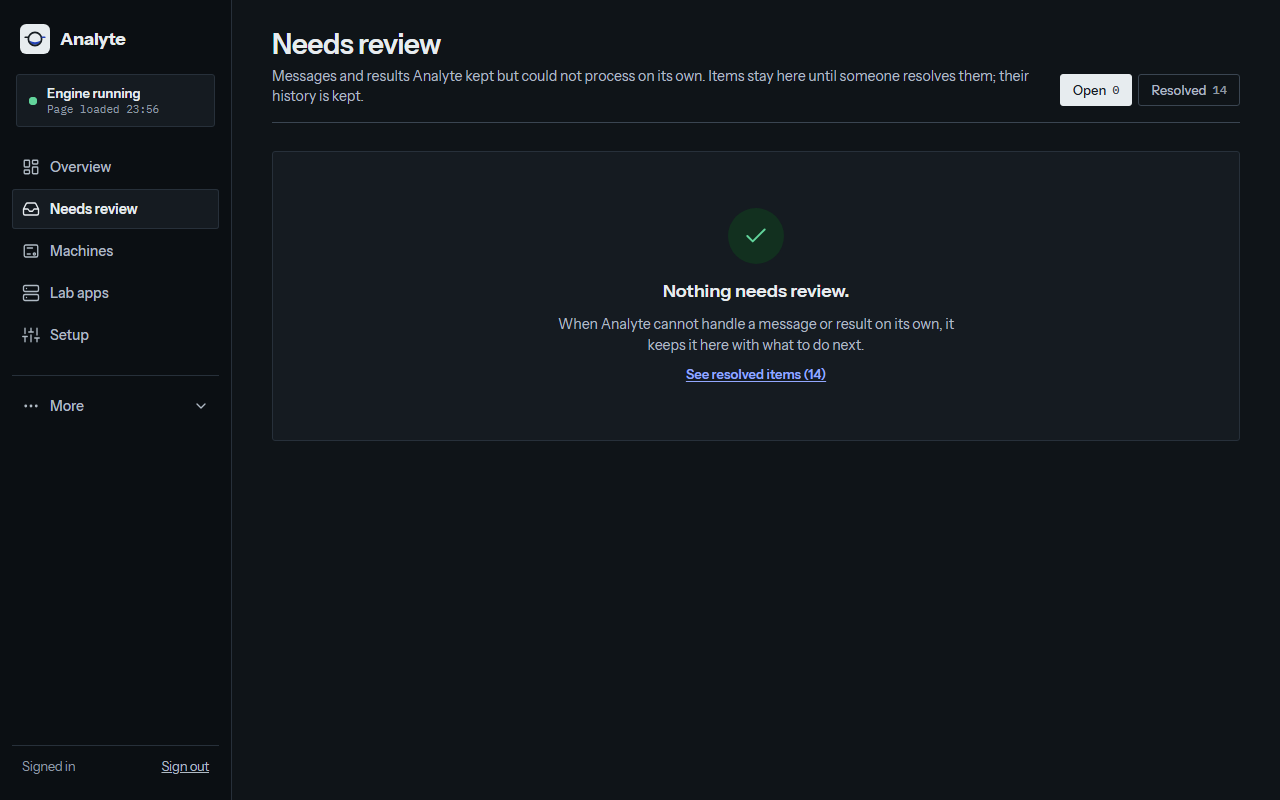 Analyte
Engine running
Page loaded 23:56
Overview
Needs review
Machines
Lab apps
Setup
More
Signed in
Sign out
Needs review
Messages and results Analyte kept but could not process on its own. Items stay here until someone resolves them; their
history is kept.
Open 0
Resolved 14
Nothing needs review.
When Analyte cannot handle a message or result on its own, it
keeps it here with what to do next.
See resolved items (14)